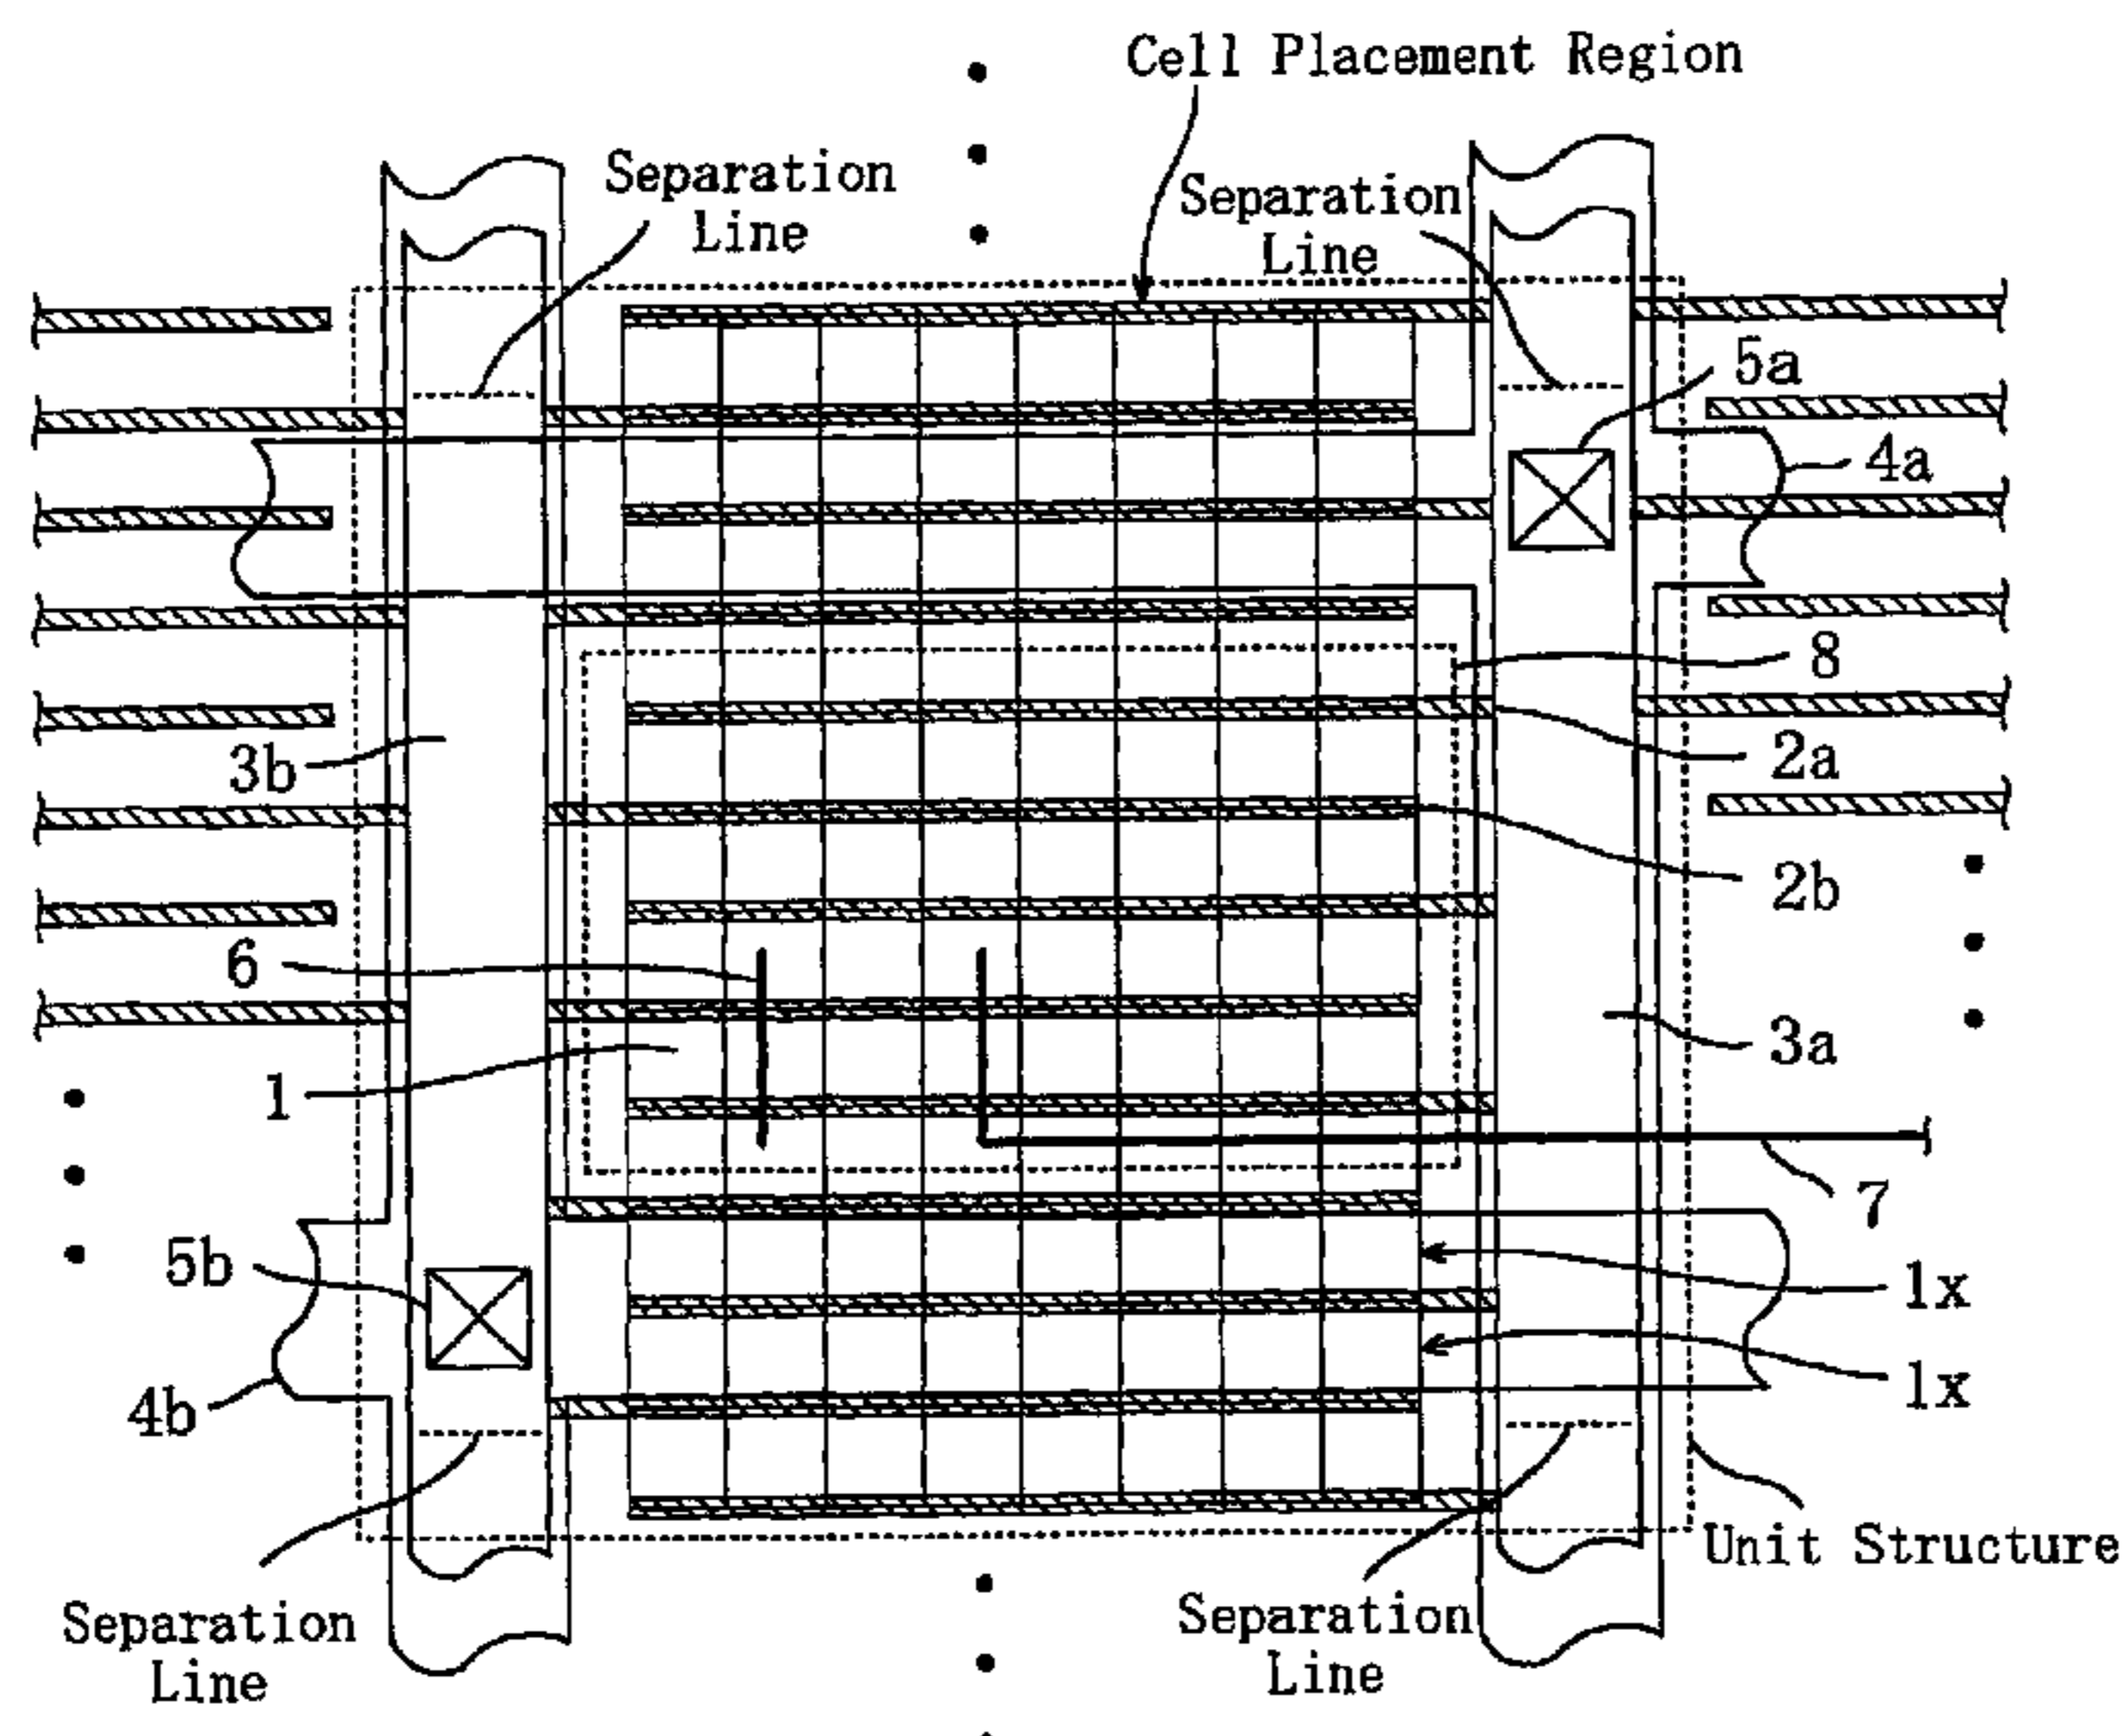 Cell Placement Region
Separation
Line
Separation
Line
5a
4a
8
3b
2a
2b
6
3a
1
7
5b
1x
4b
1x
Unit Structure
Separation
Line
Separation
Line